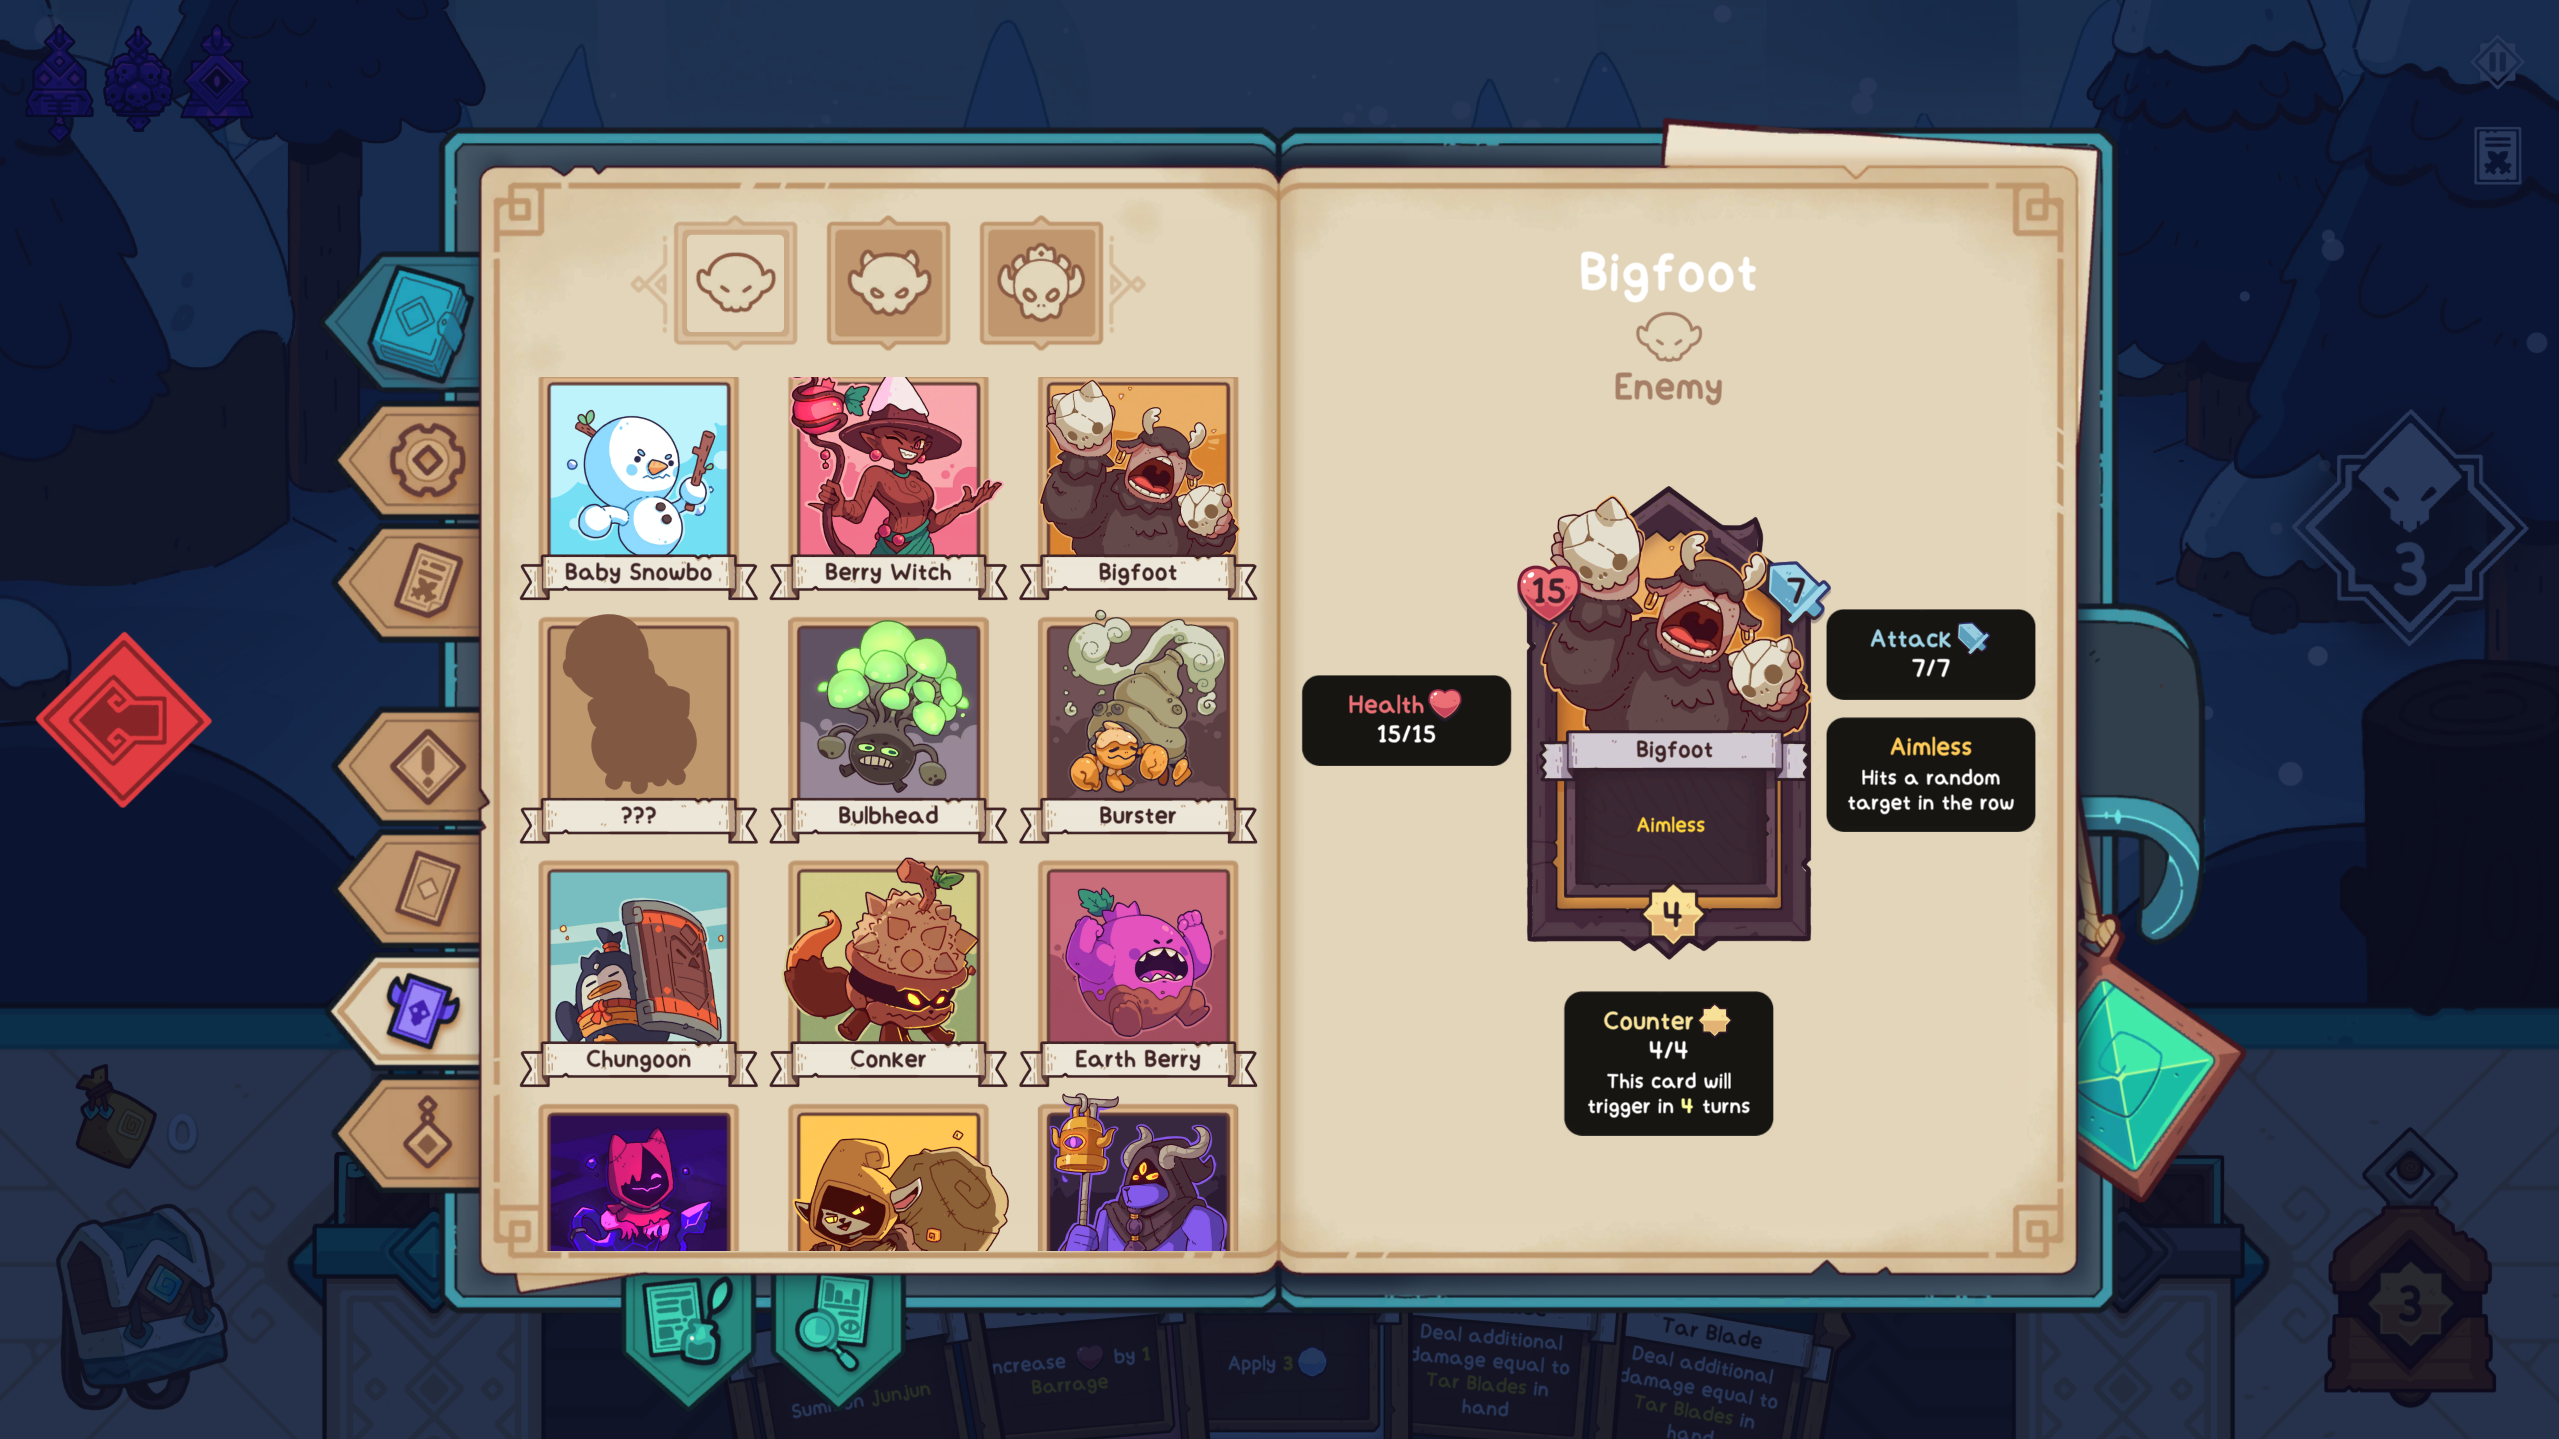 Bigfoot
Enemy
Baby Snowbo
Berry Witch
Bigfoot
???
Bulbhead
Burster
Chungoon
Conker
Earth Berry
15
7
Bigfoot
Aimless
4
Health
15/15
Attack
7/7
Aimless
Hits a random
target in the row
Counter
4/4
This card will
trigger in 4 turns
3
0
3
Summon Junjun
by 1
Barrage
Apply 3
Deal additional
damage equal to
Tar Blades in
hand
Tar Blade
Deal additional
damage equal to
Tar Blades in
hand